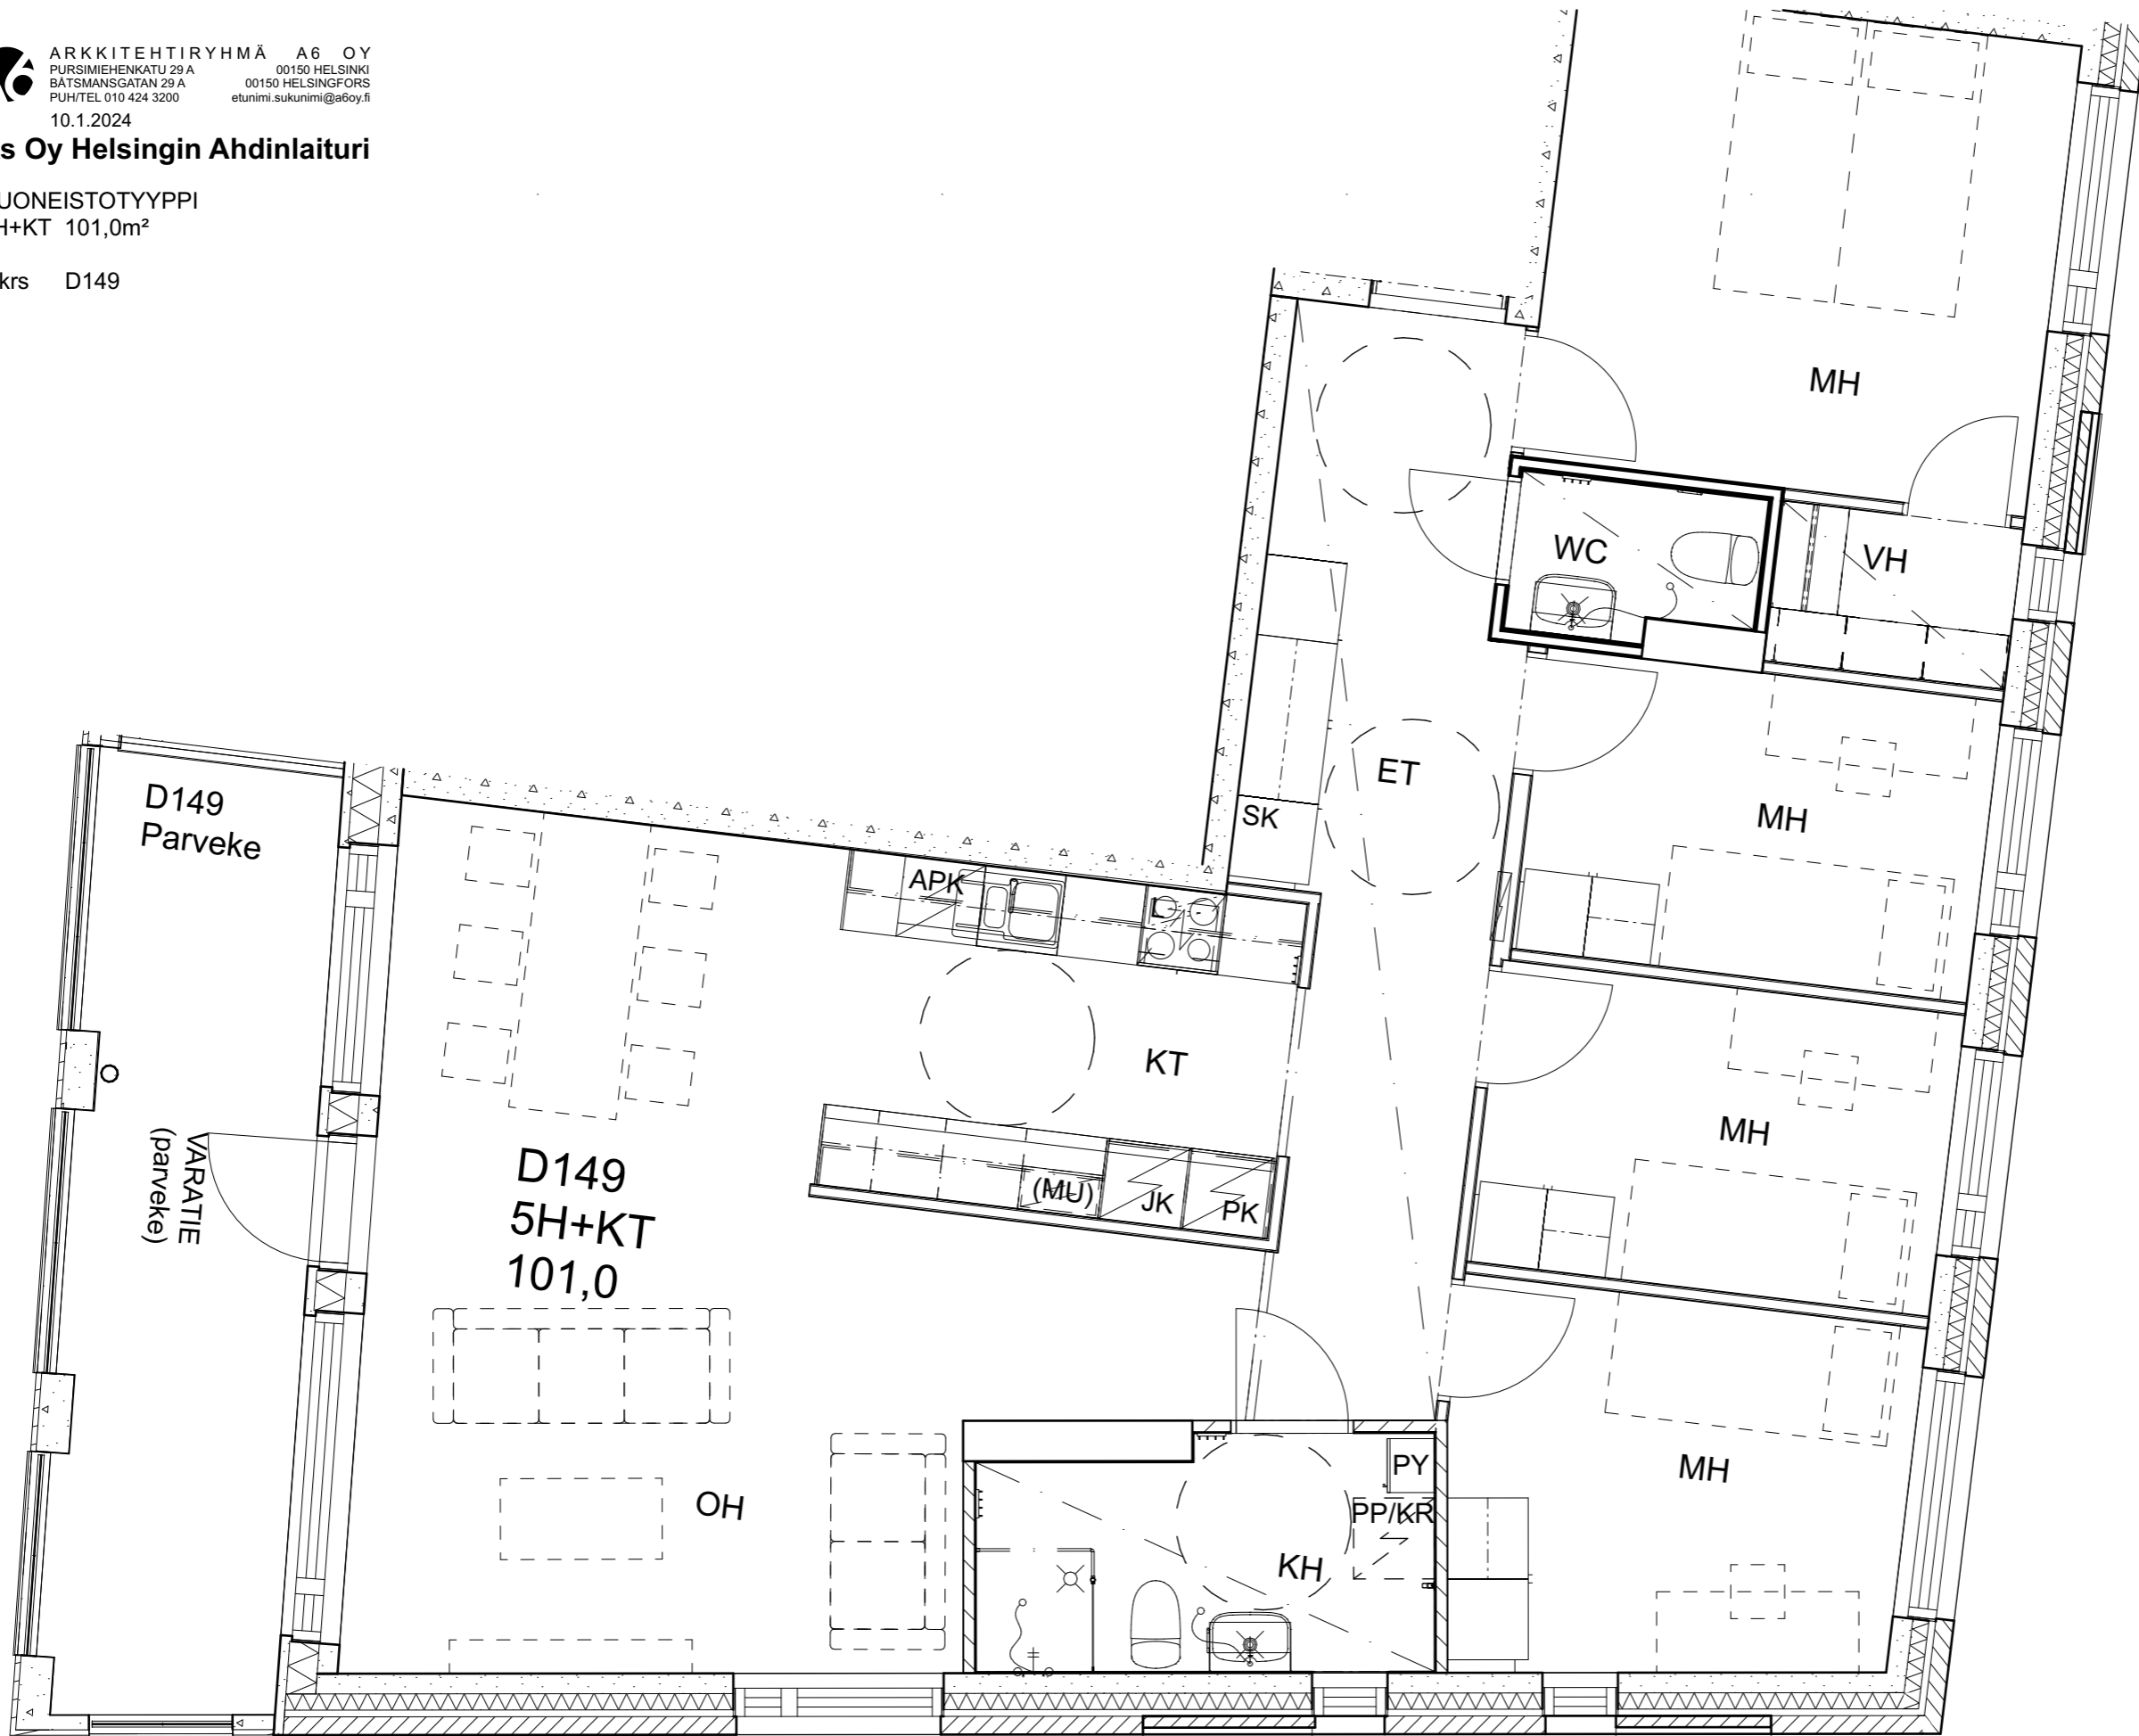 ARKKITEHTIRYHMÄ A6 OY
PURSIMIEHENKATU 29 A 00150 HELSINKI
BÅTSMANSGATAN 29 A 00150 HELSINGFORS
PUH/TEL 010 424 3200 etunimi.sukunimi@a6oy.fi
10.1.2024
s Oy Helsingin Ahdinlaituri
UONEISTOTYYPPI
H+KT 101,0m²
krs D149
MH
WC
VH
ET
SK
MH
D149
Parveke
APK
KT
MH
VARATIE
(parveke)
D149
5H+KT
101,0
(MU)
JK
PK
OH
PY
PP/KR
KH
MH